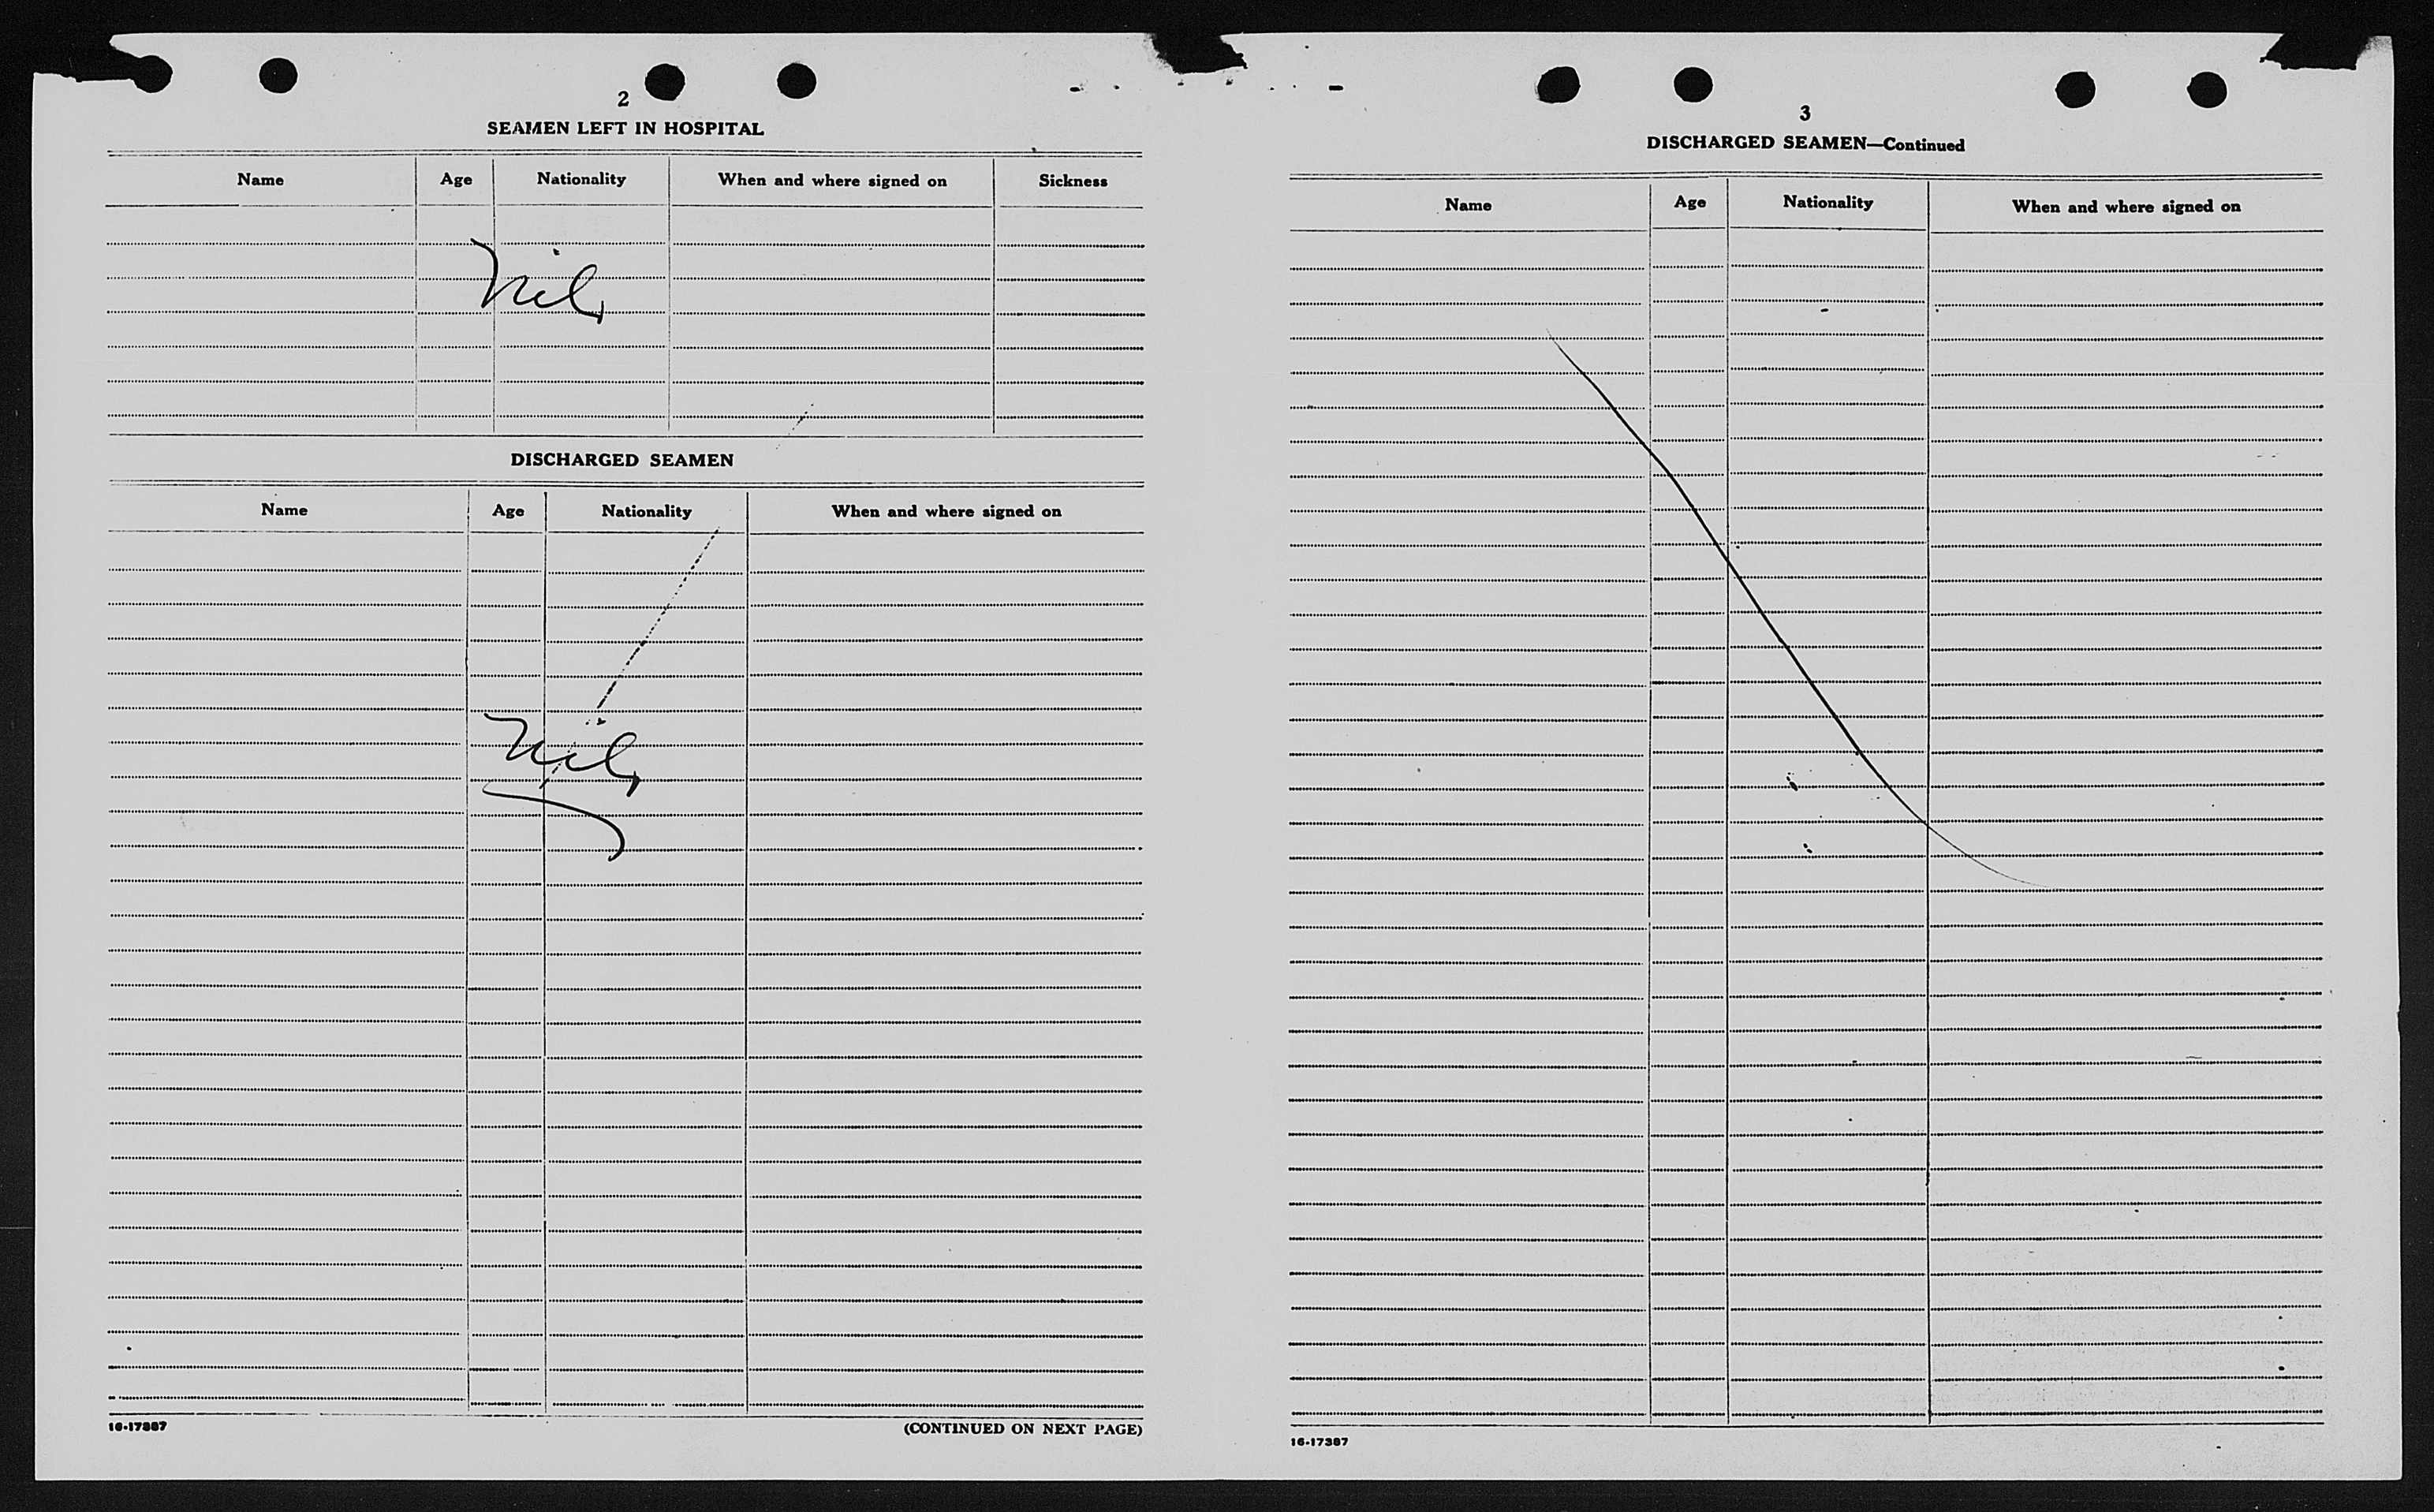 2
SEAMEN LEFT IN HOSPITAL
Name Age Nationality When and where signed on Sickness
Nil
DISCHARGED SEAMEN
Name Age Nationality When and where signed on
Nil
16-17387
(CONTINUED ON NEXT PAGE)
3
DISCHARGED SEAMEN—Continued
Name Age Nationality When and where signed on
16-17387